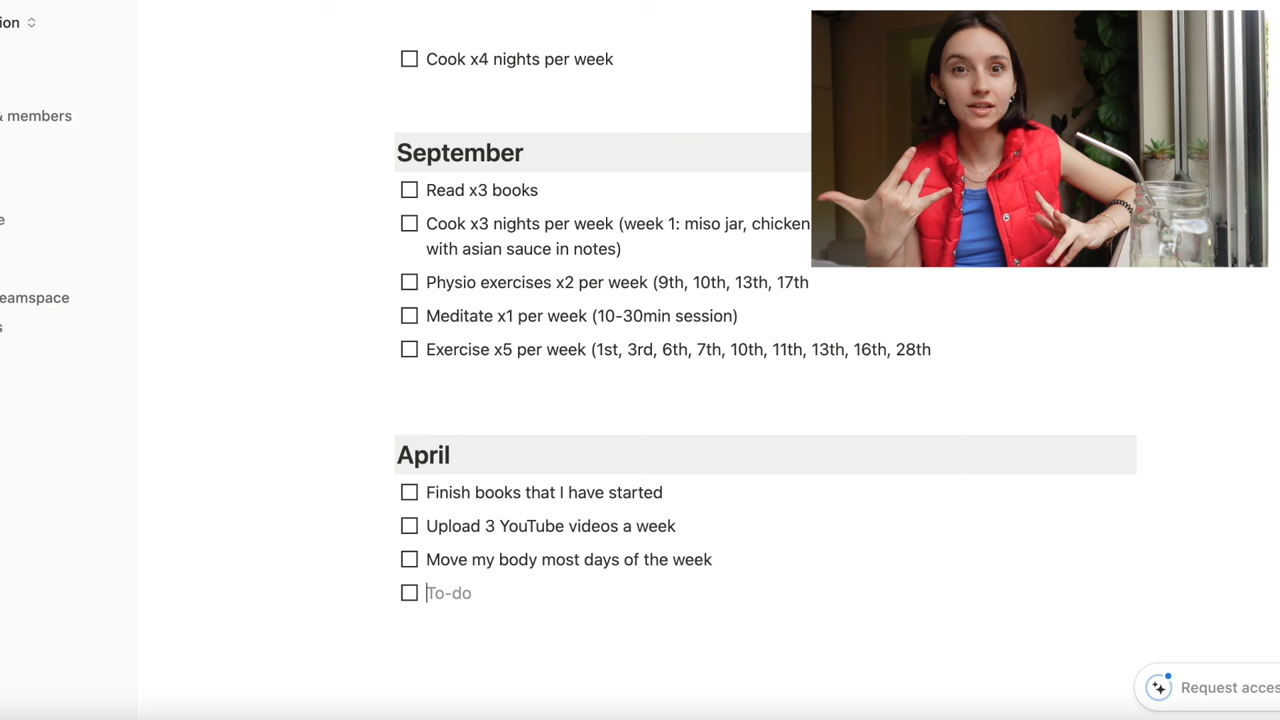 ion
& members
e
eamspace
s
Cook x4 nights per week
September
Read x3 books
Cook x3 nights per week (week 1: miso jar, chicken
with asian sauce in notes)
Physio exercises x2 per week (9th, 10th, 13th, 17th
Meditate x1 per week (10-30min session)
Exercise x5 per week (1st, 3rd, 6th, 7th, 10th, 11th, 13th, 16th, 28th
April
Finish books that I have started
Upload 3 YouTube videos a week
Move my body most days of the week
To-do
Request acces